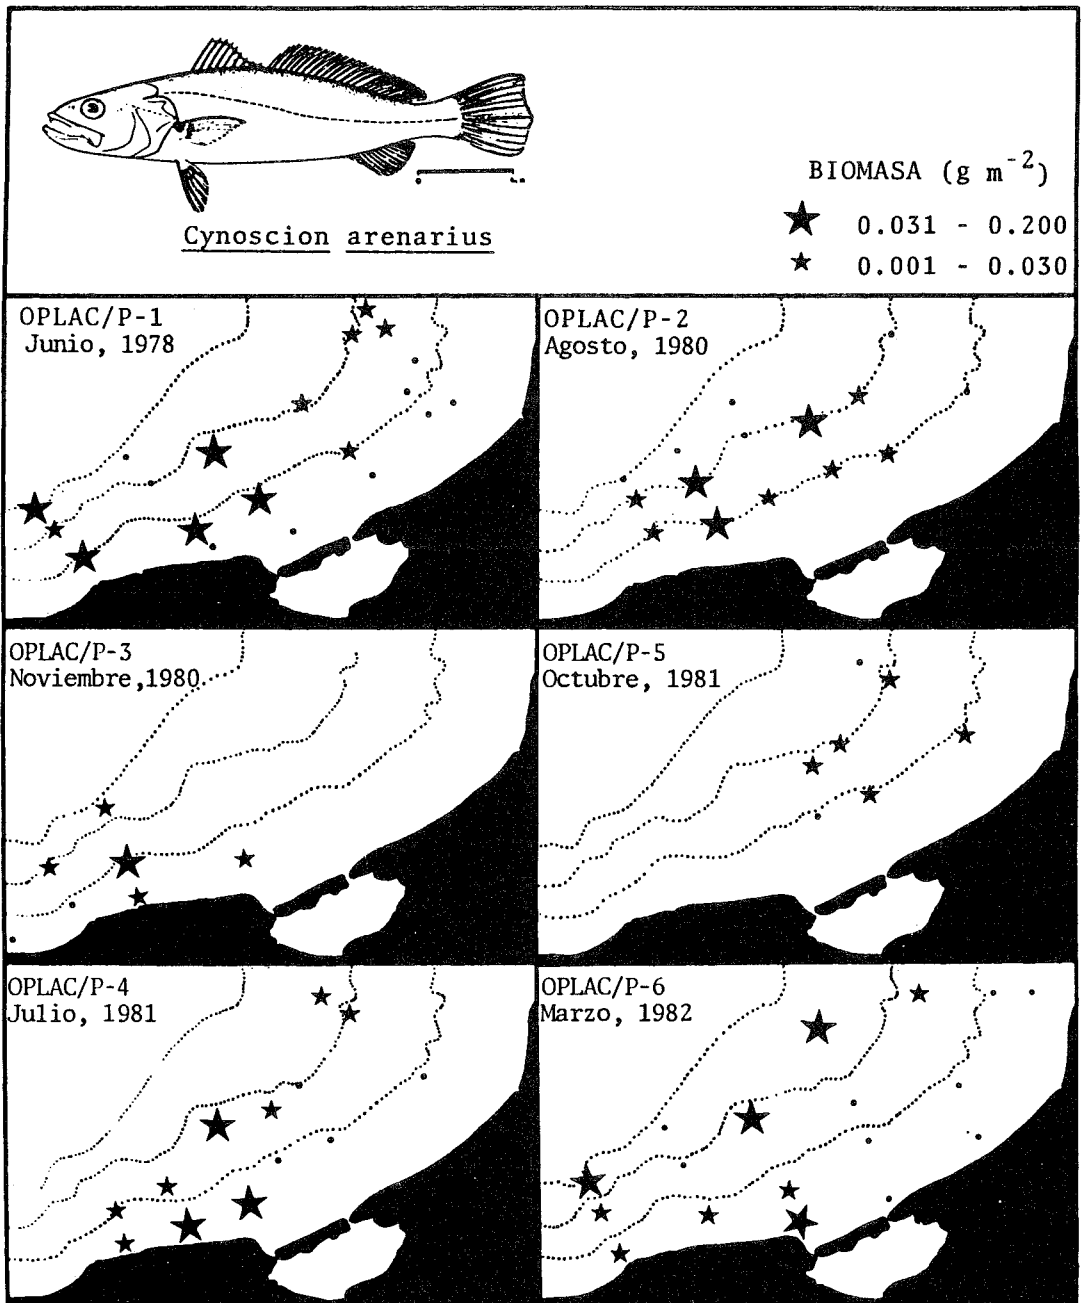 Cynoscion arenarius
BIOMASA (g m⁻²)
0.031 - 0.200
0.001 - 0.030
OPLAC/P-1
Junio, 1978
OPLAC/P-2
Agosto, 1980
OPLAC/P-3
Noviembre,1980
OPLAC/P-5
Octubre, 1981
OPLAC/P-4
Julio, 1981
OPLAC/P-6
Marzo, 1982